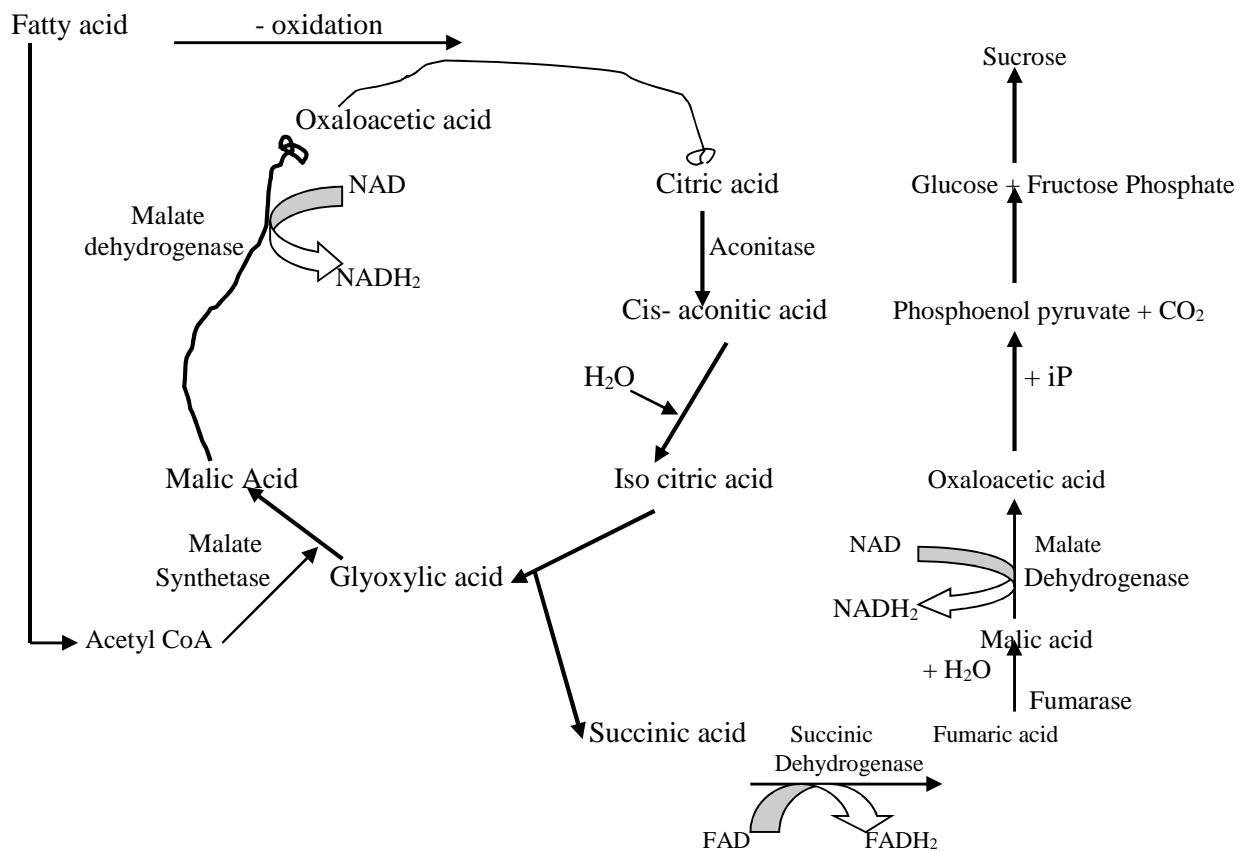 Fatty acid
- oxidation
Sucrose
Oxaloacetic acid
NAD
Citric acid
Glucose + Fructose Phosphate
Malate
dehydrogenase
Aconitase
NADH₂
Cis- aconitic acid
Phosphoenol pyruvate + CO₂
H₂O
+ iP
Malic Acid
Iso citric acid
Oxaloacetic acid
Malate
Synthetase
Glyoxylic acid
NAD
Malate
Dehydrogenase
NADH₂
Acetyl CoA
Malic acid
+ H₂O
Fumarase
Succinic acid
Succinic
Dehydrogenase
Fumaric acid
FAD
FADH₂